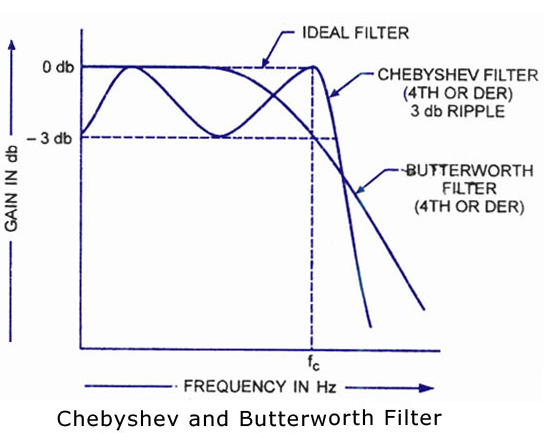 IDEAL FILTER
0 db
CHEBYSHEV FILTER
(4TH OR DER)
3 db RIPPLE
– 3 db
BUTTERWORTH
FILTER
(4TH OR DER)
GAIN IN db
fc
FREQUENCY IN Hz
Chebyshev and Butterworth Filter